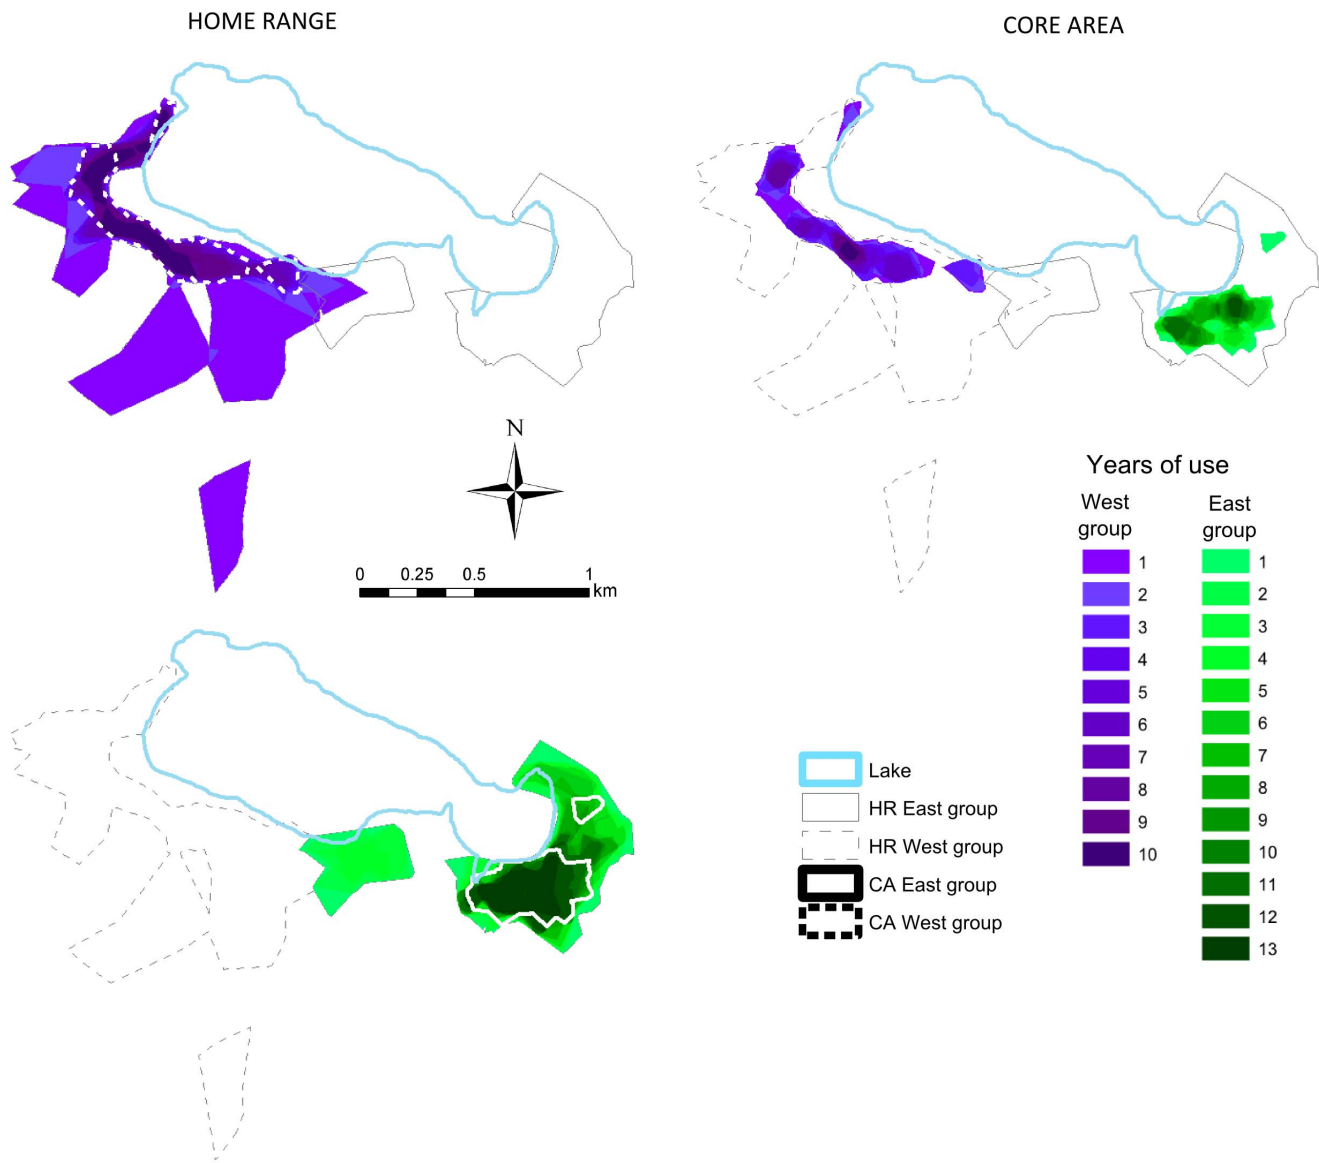 HOME RANGE
CORE AREA
N
0 0.25 0.5 1
km
Years of use
West group
East group
1 1
2 2
3 3
4 4
5 5
6 6
7 7
8 8
9 9
10 10
11
12
13
Lake
HR East group
HR West group
CA East group
CA West group